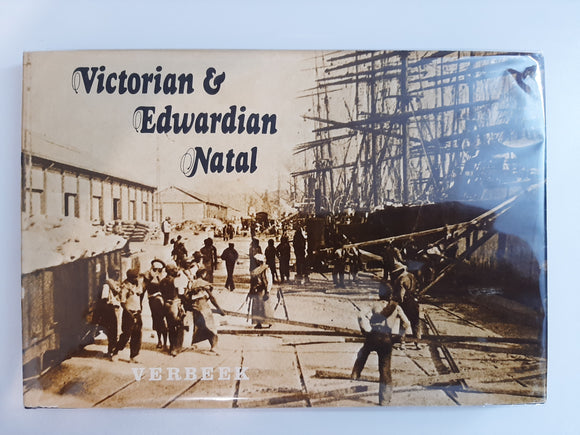 Victorian &
Edwardian
Natal
VERBEEK